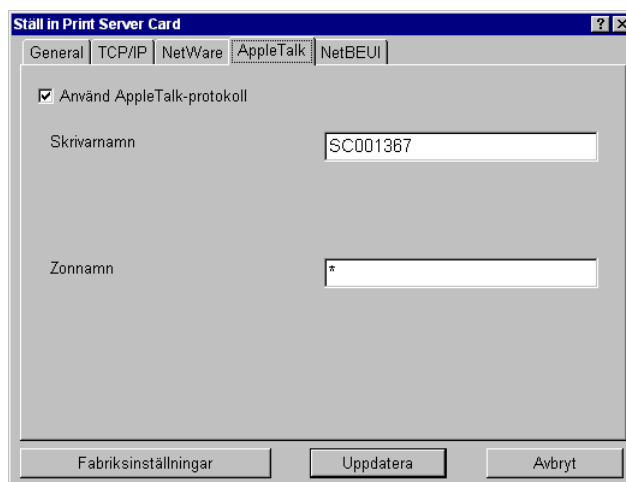 Ställ in Print Server Card
General TCP/IP NetWare AppleTalk NetBEUI
Använd AppleTalk-protokoll
Skrivarnamn SC001367
Zonnamn *
Fabriksinställningar Uppdatera Avbryt